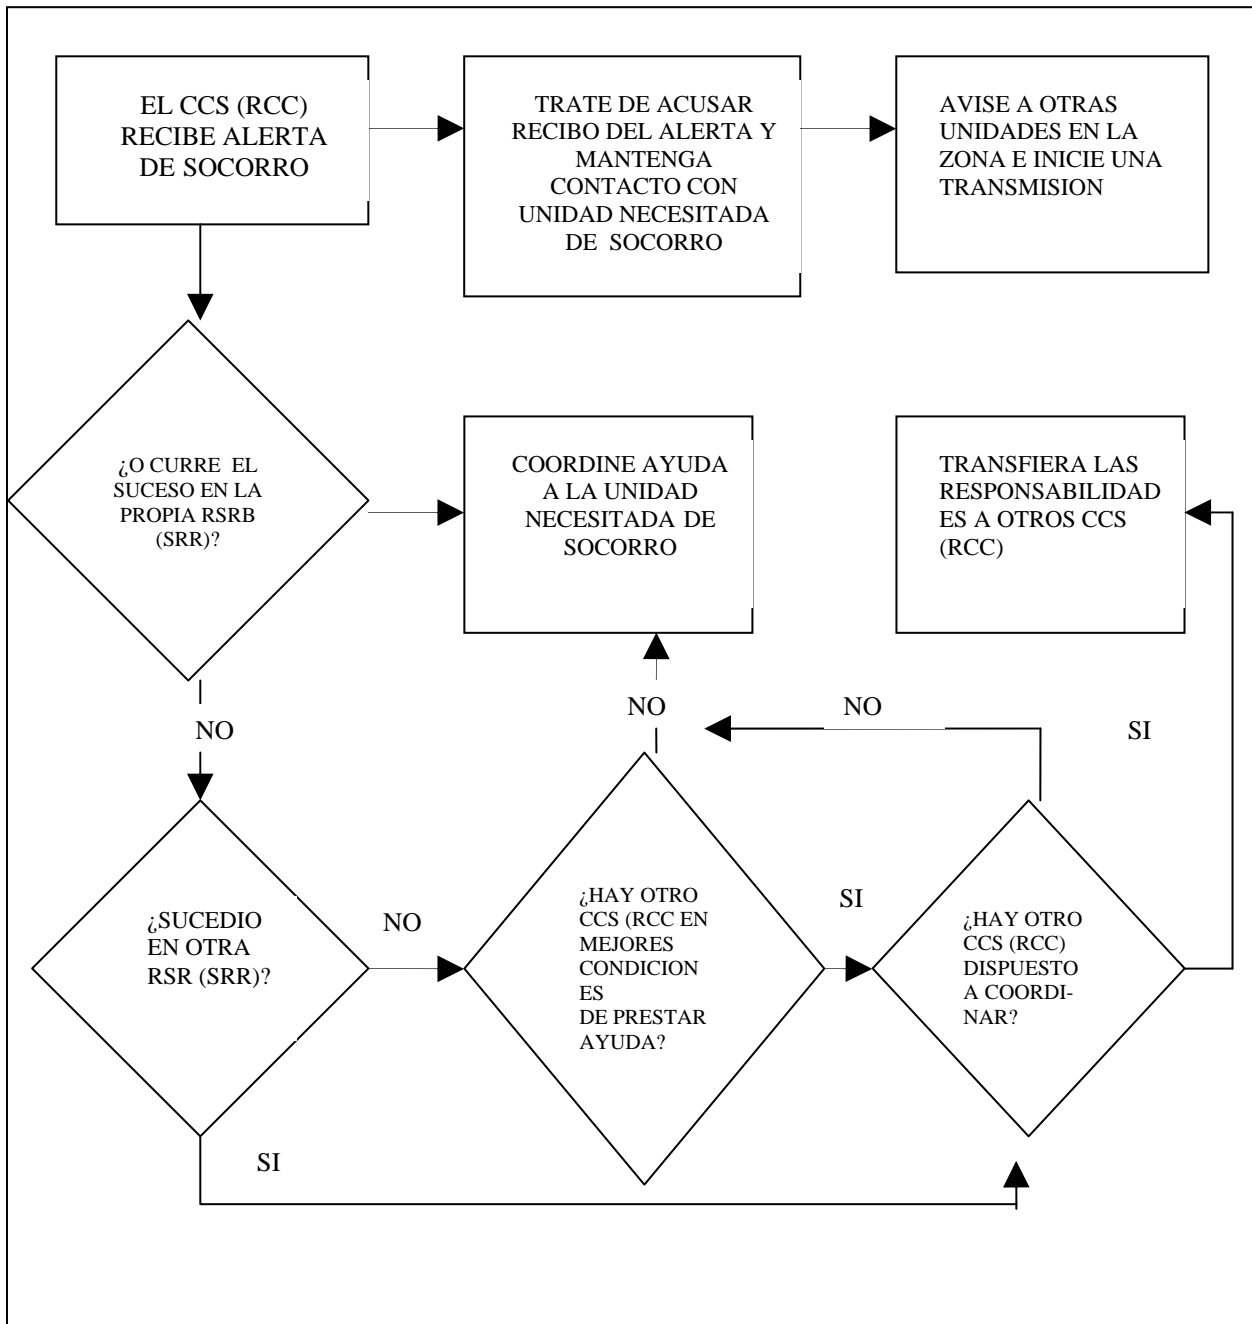 EL CCS (RCC)
RECIBE ALERTA
DE SOCORRO
TRATE DE ACUSAR
RECIBO DEL ALERTA Y
MANTENGA
CONTACTO CON
UNIDAD NECESITADA
DE SOCORRO
AVISE A OTRAS
UNIDADES EN LA
ZONA E INICIE UNA
TRANSMISION
¿O CURRE EL
SUCESO EN LA
PROPIA RSRB
(SRR)?
COORDINE AYUDA
A LA UNIDAD
NECESITADA DE
SOCORRO
TRANSFIERA LAS
RESPONSABILIDAD
ES A OTROS CCS
(RCC)
NO
NO
NO
SI
¿SUCEDIO
EN OTRA
RSR (SRR)?
NO
¿HAY OTRO
CCS (RCC EN
MEJORES
CONDICION
ES
DE PRESTAR
AYUDA?
SI
¿HAY OTRO
CCS (RCC)
DISPUESTO
A COORDI-
NAR?
SI